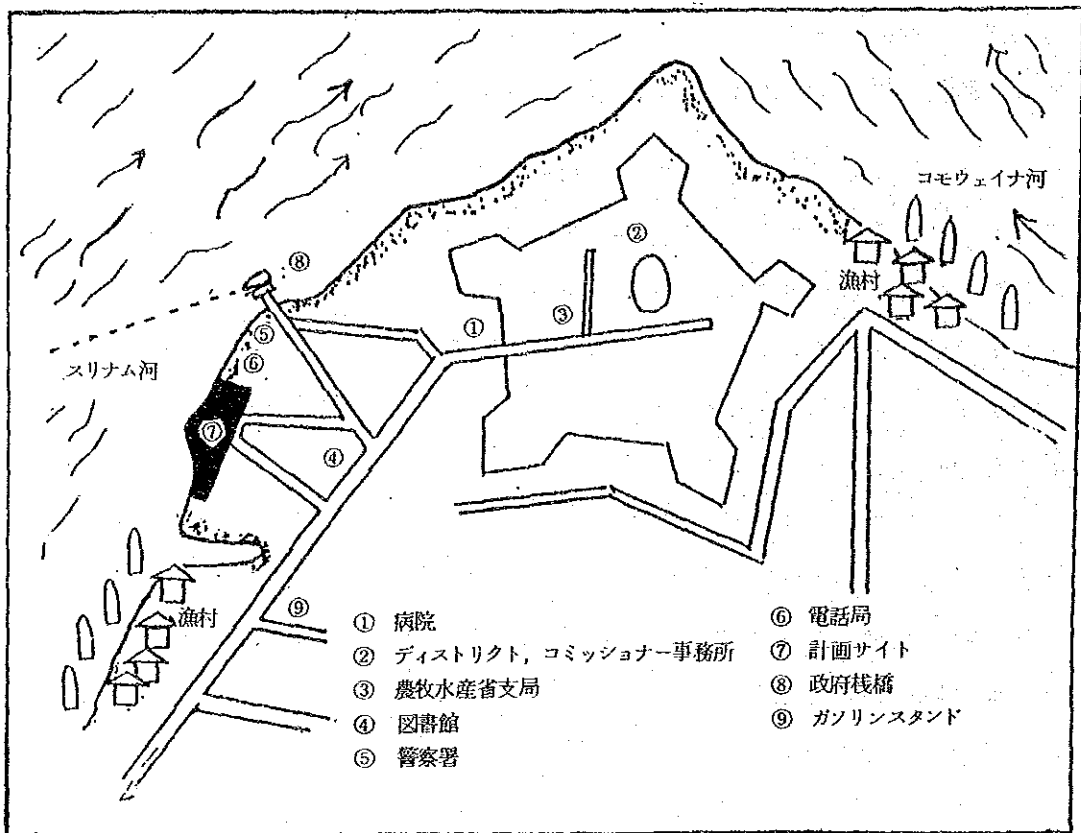 コモウェイナ河
②
⑧
漁村
①
③
⑤
⑥
スリナム河
⑦
④
⑨
漁村
① 病院
② ディストリクト，コミッショナー事務所
③ 農牧水産省支局
④ 図書館
⑤ 警察署
⑥ 電話局
⑦ 計画サイト
⑧ 政府桟橋
⑨ ガソリンスタンド